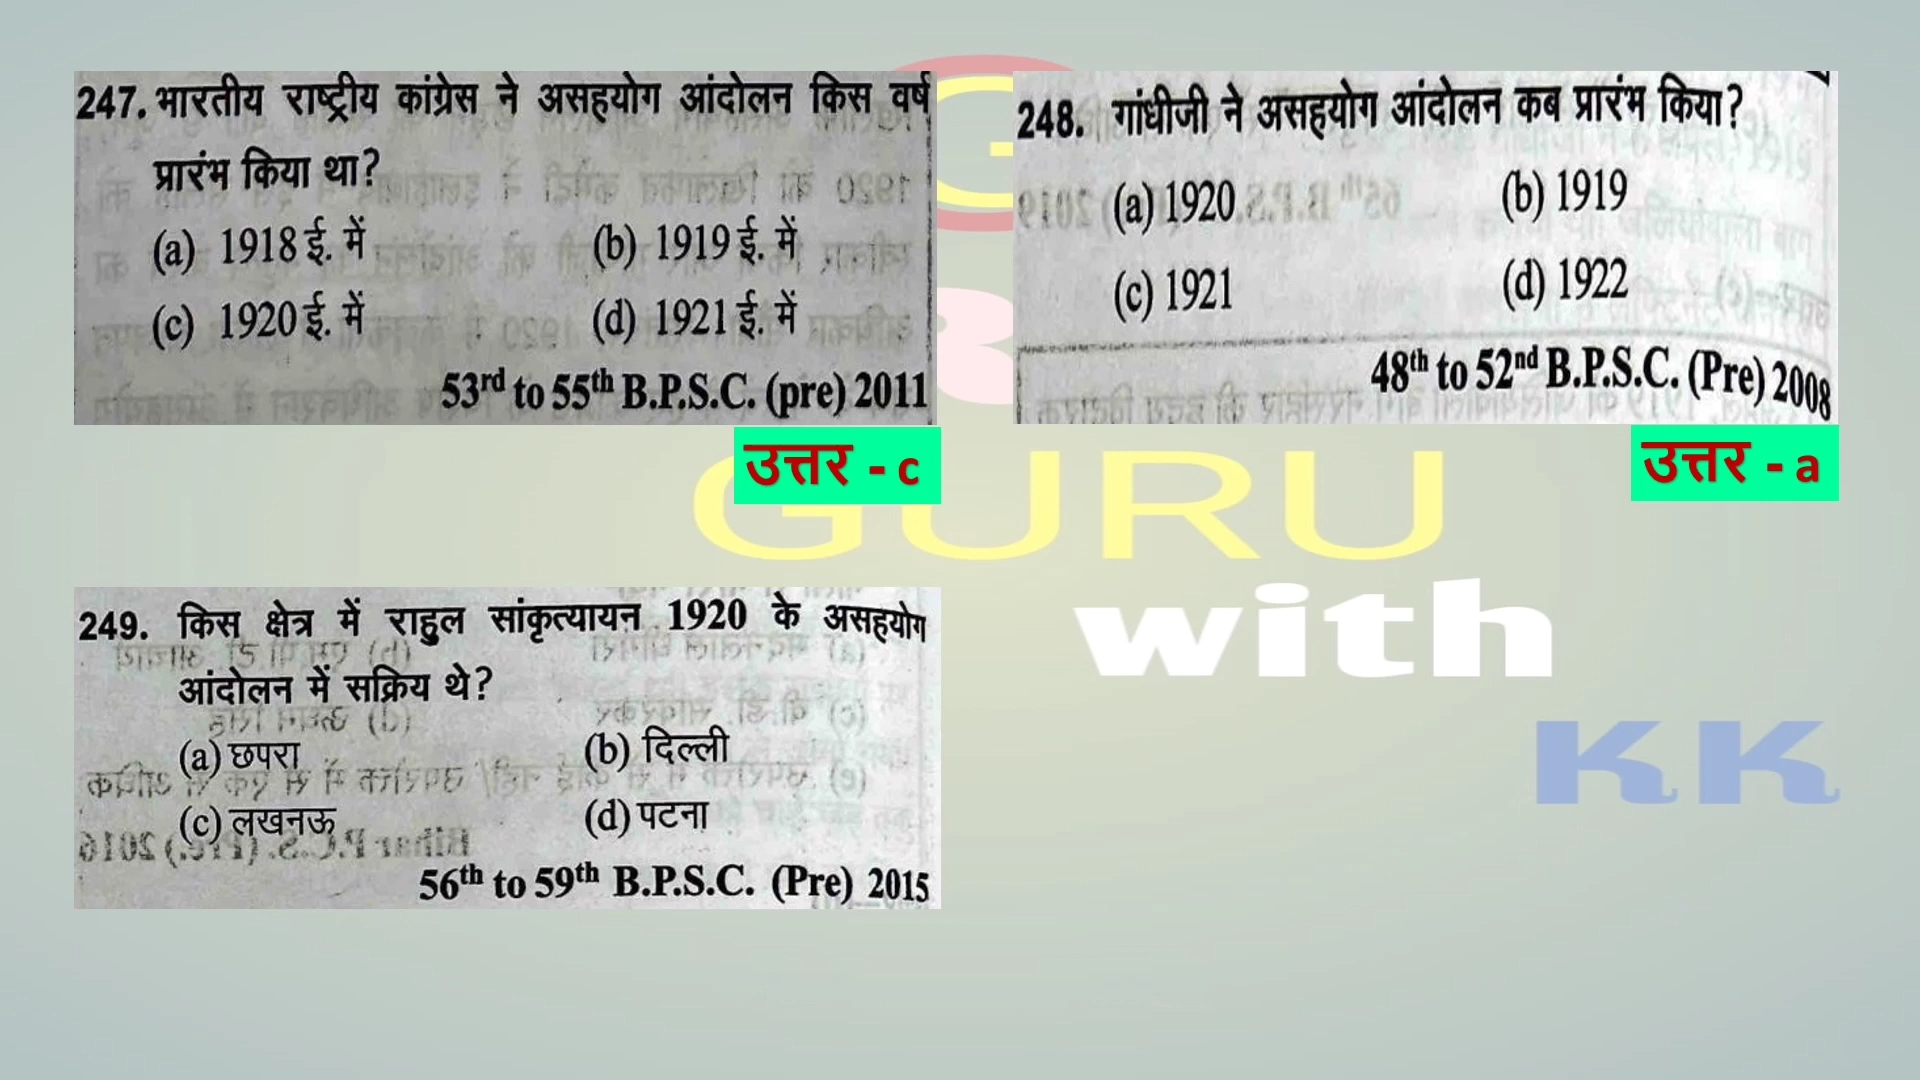 247. भारतीय राष्ट्रीय कांग्रेस ने असहयोग आंदोलन किस वर्ष
प्रारंभ किया था?
(a) 1918 ई. में (b) 1919 ई. में
(c) 1920 ई. में (d) 1921 ई. में
53rd to 55th B.P.S.C. (pre) 2011
उत्तर - c
248. गांधीजी ने असहयोग आंदोलन कब प्रारंभ किया?
(a) 1920 (b) 1919
(c) 1921 (d) 1922
48th to 52nd B.P.S.C. (Pre) 2008
उत्तर - a
249. किस क्षेत्र में राहुल सांकृत्यायन 1920 के असहयोग
आंदोलन में सक्रिय थे?
(a) छपरा (b) दिल्ली
(c) लखनऊ (d) पटना
56th to 59th B.P.S.C. (Pre) 2015
GURU
with
KK